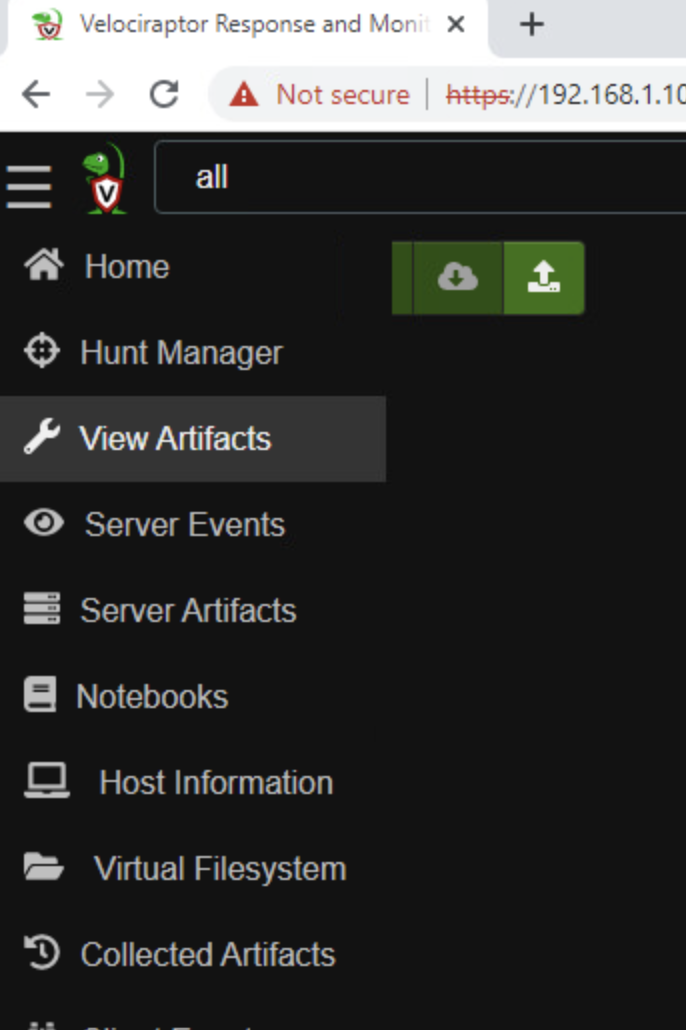 Velociraptor Response and Monit
Not secure https://192.168.1.10
V
all
Home
Hunt Manager
View Artifacts
Server Events
Server Artifacts
Notebooks
Host Information
Virtual Filesystem
Collected Artifacts